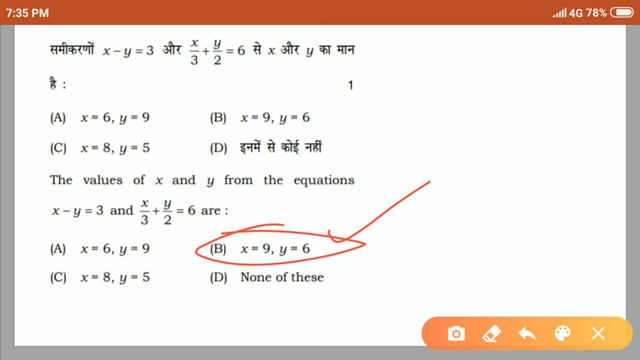 7:35 PM 4G 78%
समीकरणों x – y = 3 और x/3 + y/2 = 6 से x और y का मान
है : 1
(A) x = 6, y = 9 (B) x = 9, y = 6
(C) x = 8, y = 5 (D) इनमें से कोई नहीं
The values of x and y from the equations
x – y = 3 and x/3 + y/2 = 6 are :
(A) x = 6, y = 9 (B) x = 9, y = 6
(C) x = 8, y = 5 (D) None of these